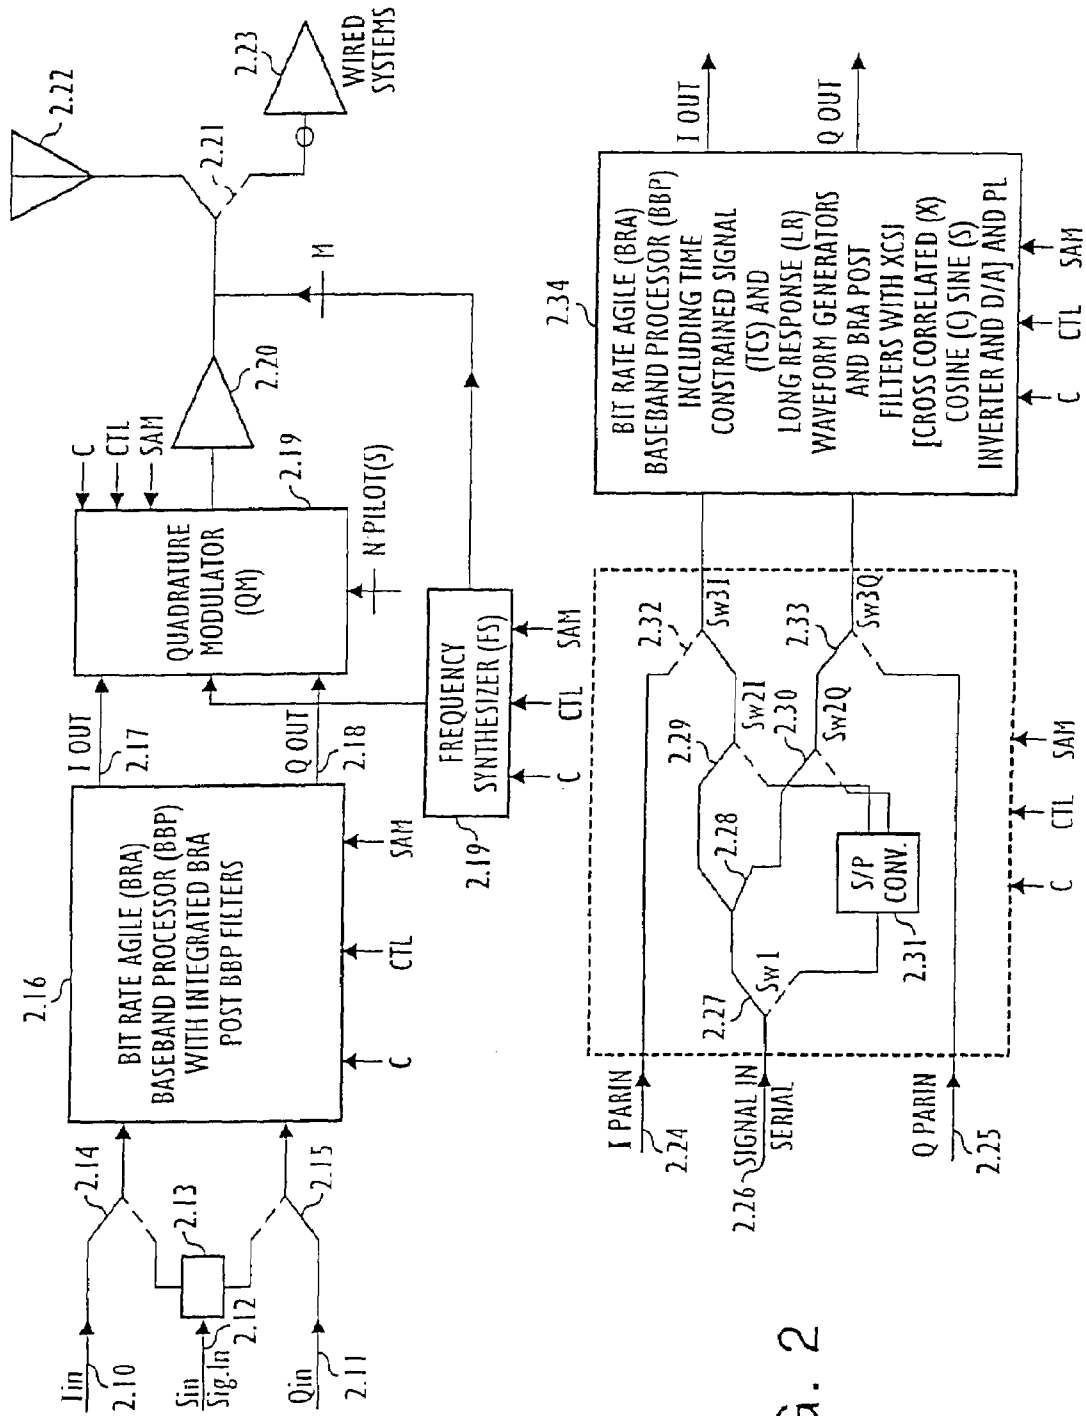 Iin
2.10
Sin
Sig.In
2.12
Qin
2.11
2.13
2.14
2.15
2.16
BIT RATE AGILE (BRA)
BASEBAND PROCESSOR (BBP)
WITH INTEGRATED BRA
POST BBP FILTERS
C
CTL
SAM
I OUT
2.17
Q OUT
2.18
QUADRATURE
MODULATOR
(QM)
2.19
C
CTL
SAM
N PILOT(S)
FREQUENCY
SYNTHESIZER (FS)
2.19
C
CTL
SAM
2.20
M
2.21
2.22
2.23
WIRED
SYSTEMS
I PARIN
2.24
2.26
SIGNAL IN
SERIAL
Q PARIN
2.25
2.27
Sw1
2.28
2.29
Sw2I
2.30
Sw2Q
S/P
CONV.
2.31
2.32
Sw3I
2.33
Sw3Q
C
CTL
SAM
2.34
BIT RATE AGILE (BRA)
BASEBAND PROCESSOR (BBP)
INCLUDING TIME
CONSTRAINED SIGNAL
(TCS) AND
LONG RESPONSE (LR)
WAVEFORM GENERATORS
AND BRA POST
FILTERS WITH XCSI
[CROSS CORRELATED (X)
COSINE (C) SINE (S)
INVERTER AND D/A] AND PL
C
CTL
SAM
I OUT
Q OUT
G. 2